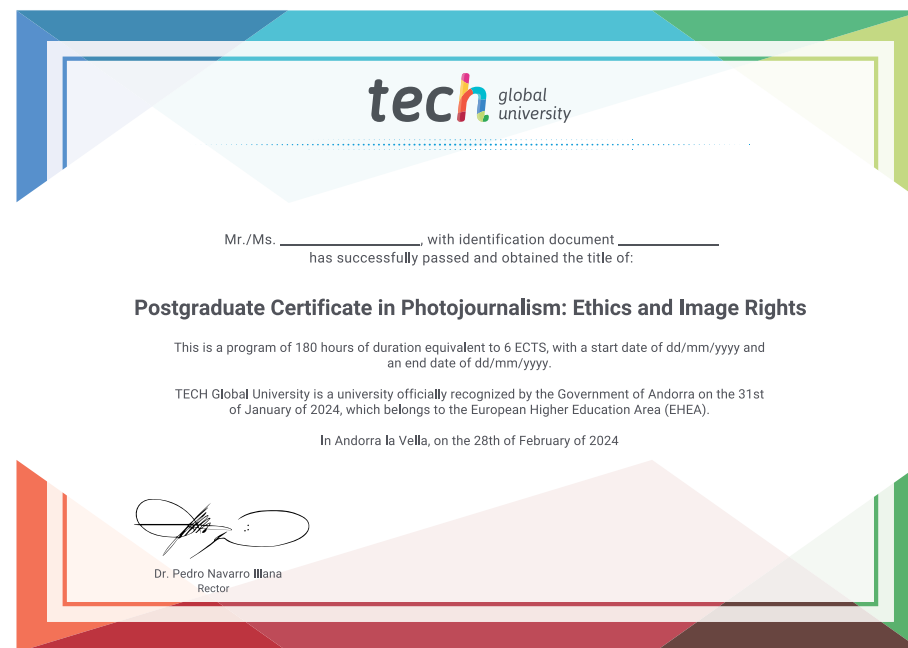 tech global
university
Mr./Ms. ____________, with identification document ____________
has successfully passed and obtained the title of:
Postgraduate Certificate in Photojournalism: Ethics and Image Rights
This is a program of 180 hours of duration equivalent to 6 ECTS, with a start date of dd/mm/yyyy and
an end date of dd/mm/yyyy.
TECH Global University is a university officially recognized by the Government of Andorra on the 31st
of January of 2024, which belongs to the European Higher Education Area (EHEA).
In Andorra la Vella, on the 28th of February of 2024
Dr. Pedro Navarro Illana
Rector